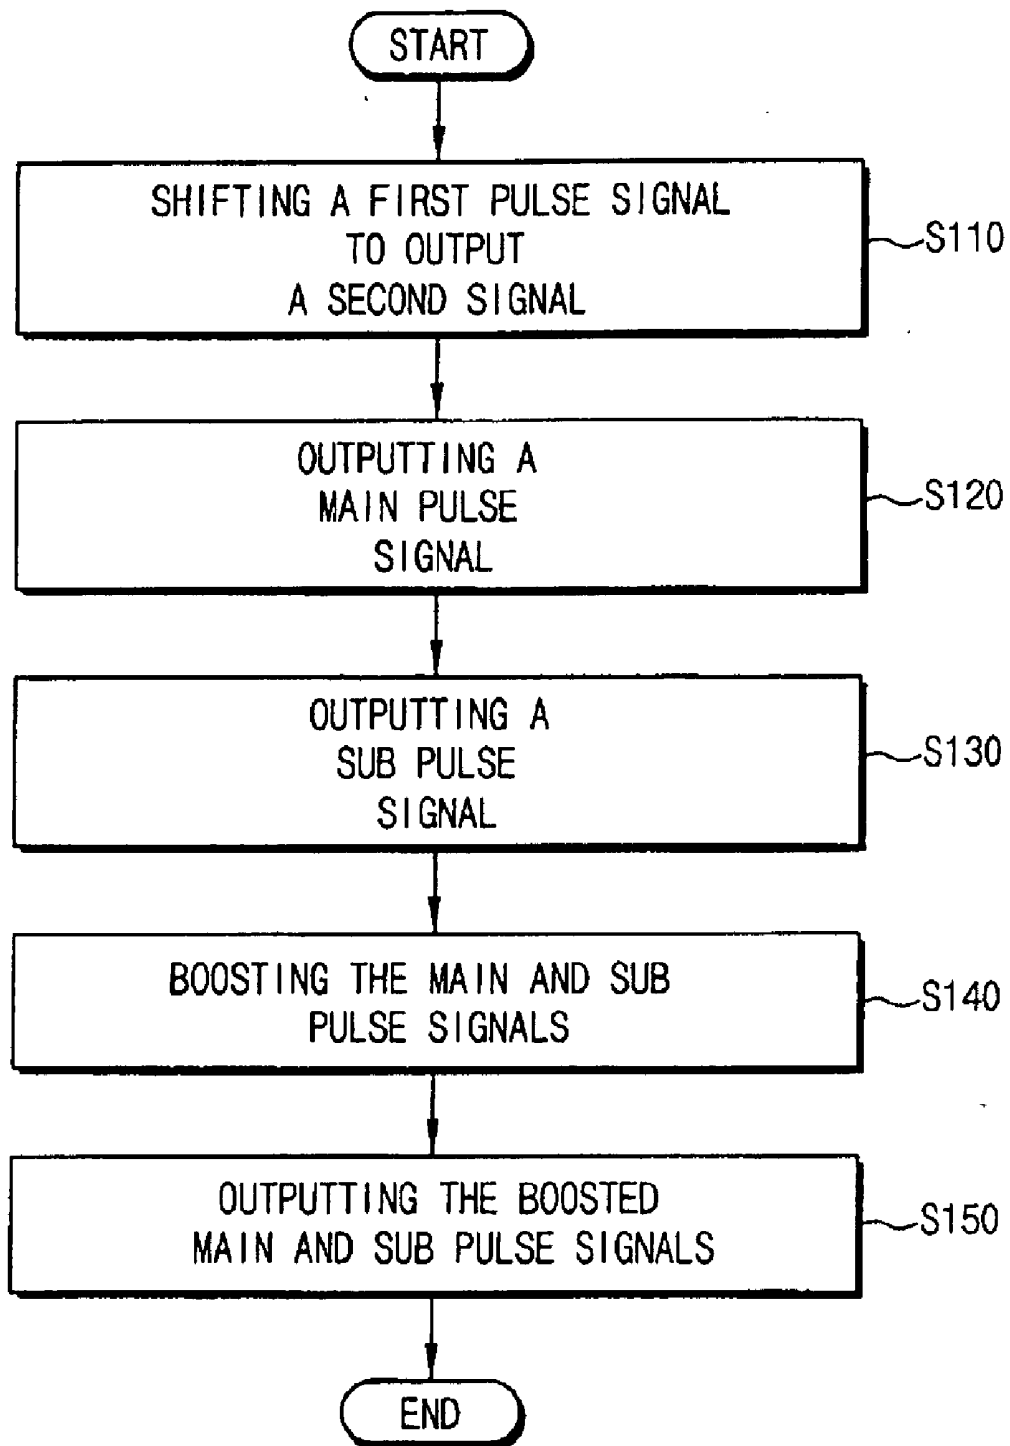 START
SHIFTING A FIRST PULSE SIGNAL
TO OUTPUT
A SECOND SIGNAL
S110
OUTPUTTING A
MAIN PULSE
SIGNAL
S120
OUTPUTTING A
SUB PULSE
SIGNAL
S130
BOOSTING THE MAIN AND SUB
PULSE SIGNALS
S140
OUTPUTTING THE BOOSTED
MAIN AND SUB PULSE SIGNALS
S150
END